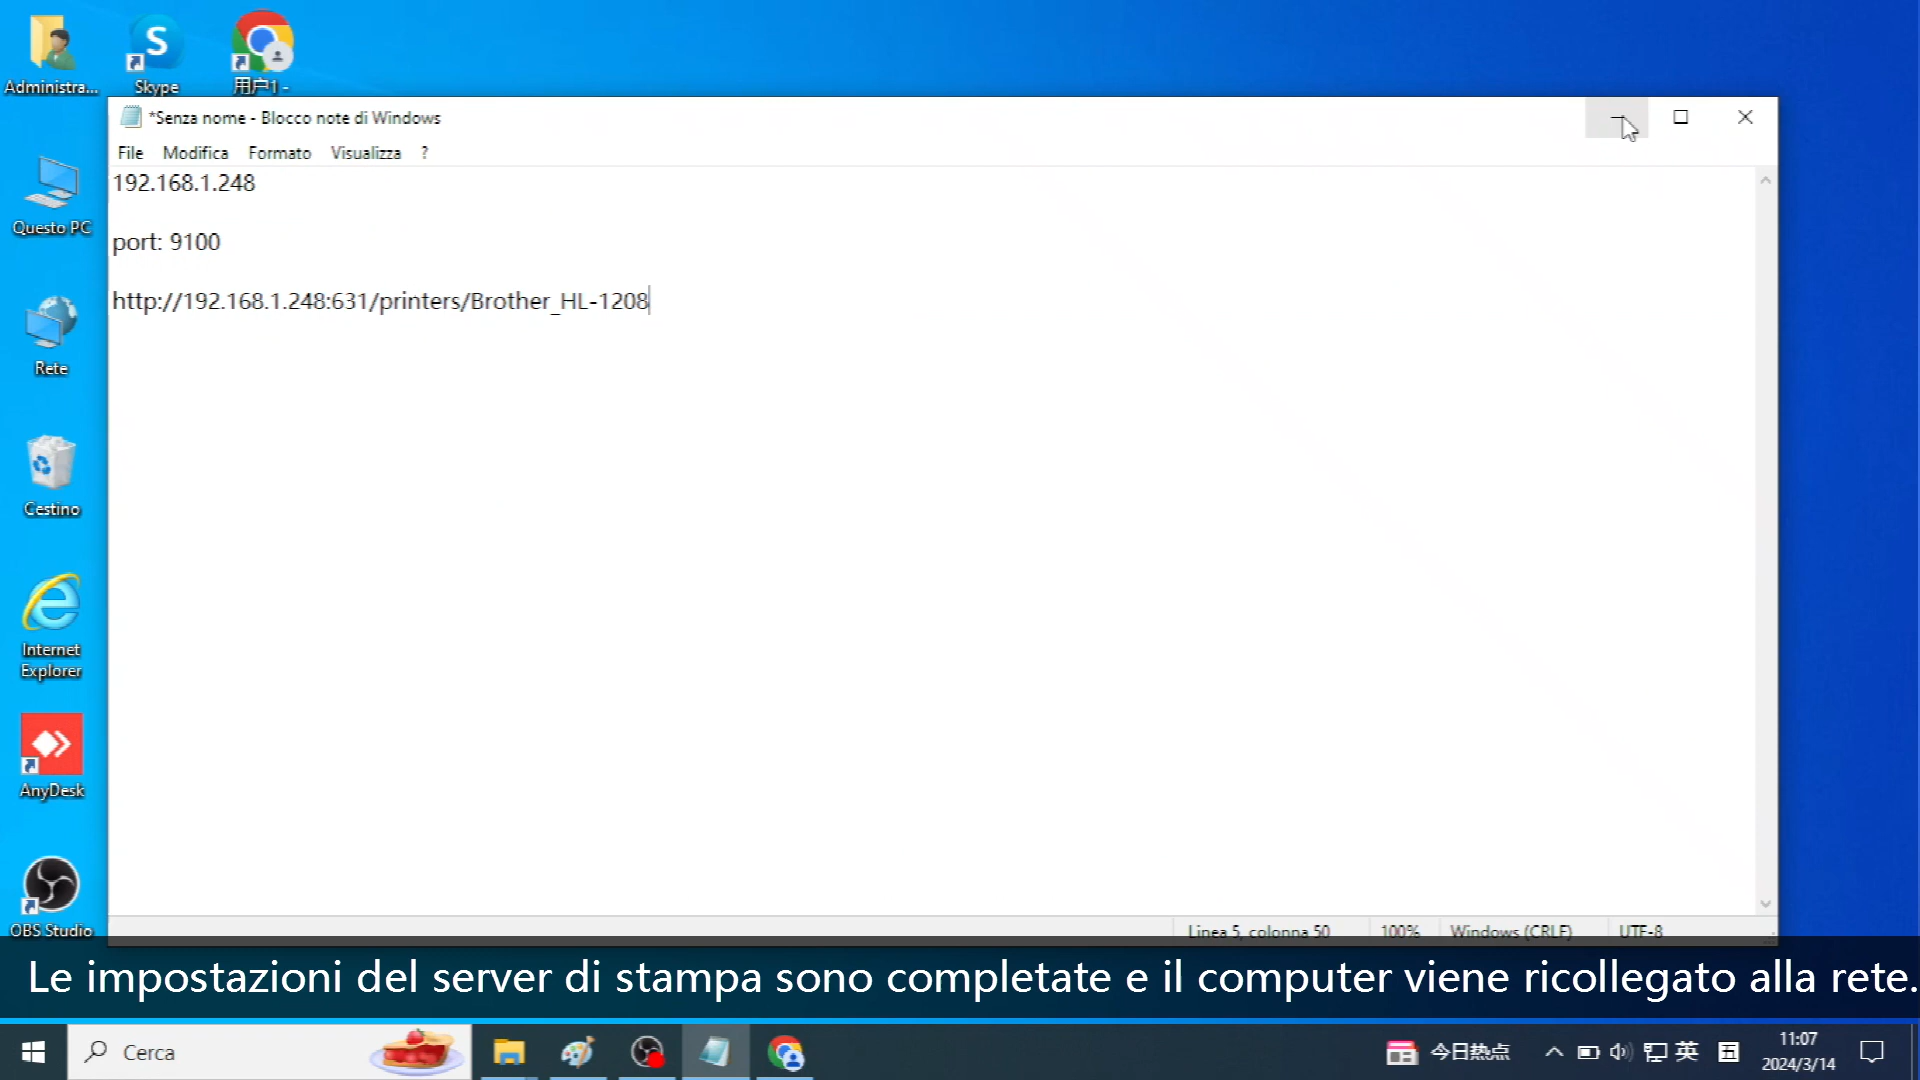 Administra...
Skype
用户1 -
*Senza nome - Blocco note di Windows
File Modifica Formato Visualizza ?
192.168.1.248
port: 9100
http://192.168.1.248:631/printers/Brother_HL-1208
Questo PC
Rete
Cestino
Internet
Explorer
AnyDesk
OBS Studio
Linea 5, colonna 50 100% Windows (CRLF) UTF-8
Le impostazioni del server di stampa sono completate e il computer viene ricollegato alla rete.
Cerca
今日热点
英
五
11:07
2024/3/14